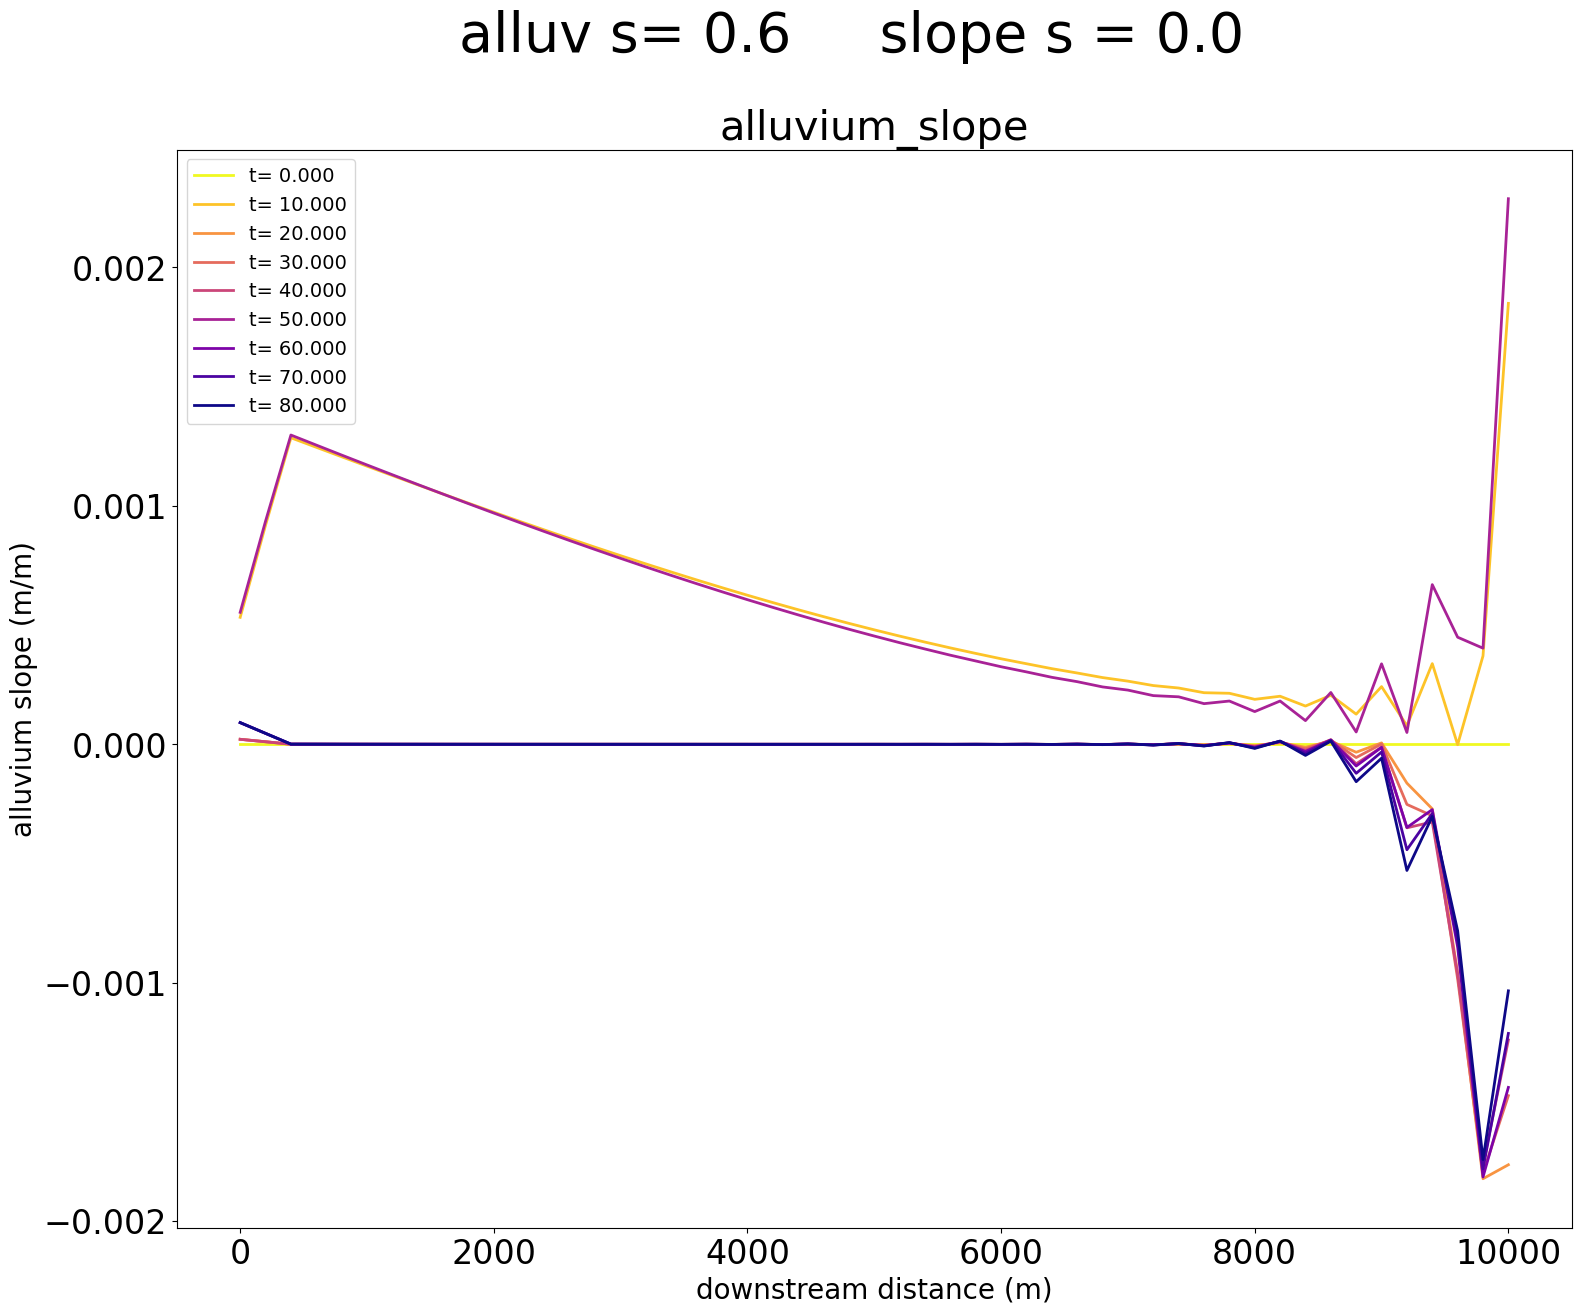 alluv s= 0.6     slope s = 0.0
alluvium_slope
t= 0.000
t= 10.000
t= 20.000
t= 30.000
t= 40.000
t= 50.000
t= 60.000
t= 70.000
t= 80.000
0.002
0.001
0.000
−0.001
−0.002
alluvium slope (m/m)
0 2000 4000 6000 8000 10000
downstream distance (m)